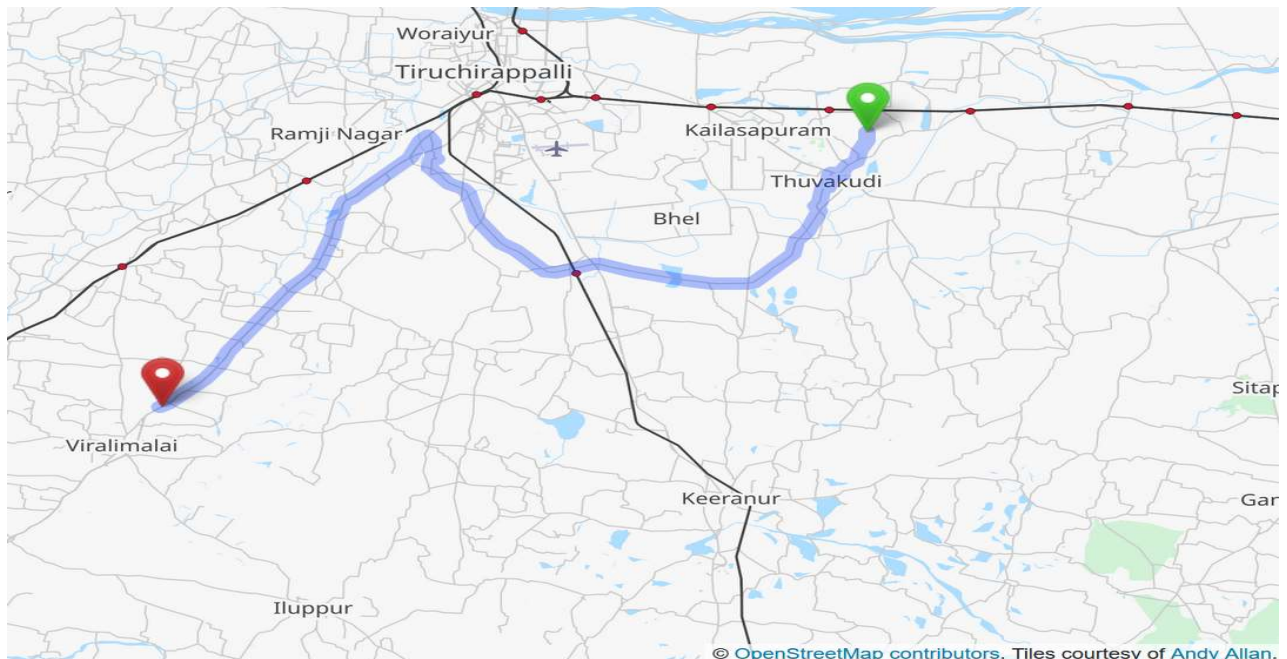 Woraiyur
Tiruchirappalli
Ramji Nagar
Kailasapuram
Thuvakudi
Bhel
Sitap
Viralimalai
Keeranur
Gar
Iluppur
© OpenStreetMap contributors. Tiles courtesy of Andy Allan.